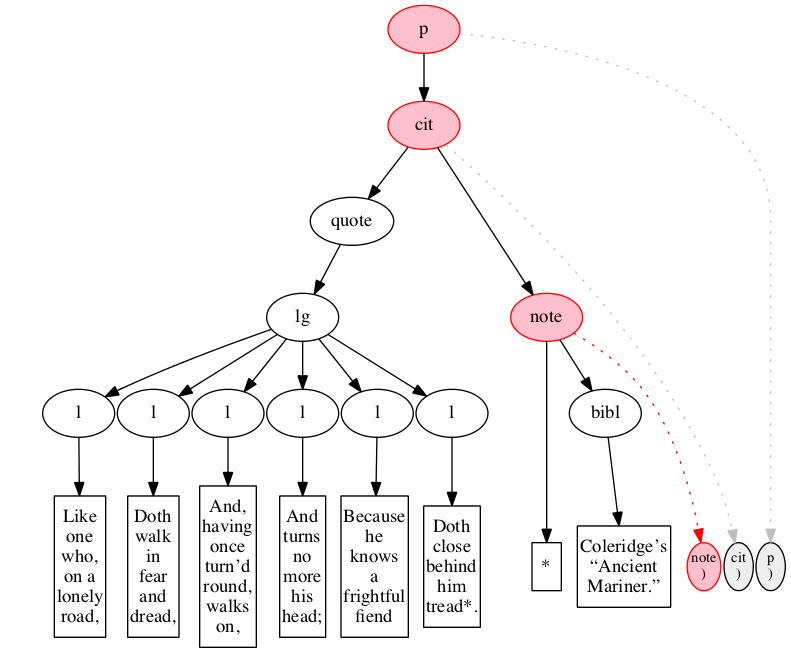 p
cit
quote
lg
note
l
l
l
l
l
l
bibl
Like
one
who,
on a
lonely
road,
Doth
walk
in
fear
and
dread,
And,
having
once
turn’d
round,
walks
on,
And
turns
no
more
his
head;
Because
he
knows
a
frightful
fiend
Doth
close
behind
him
tread*.
*
Coleridge’s
“Ancient
Mariner.”
note
)
cit
)
p
)